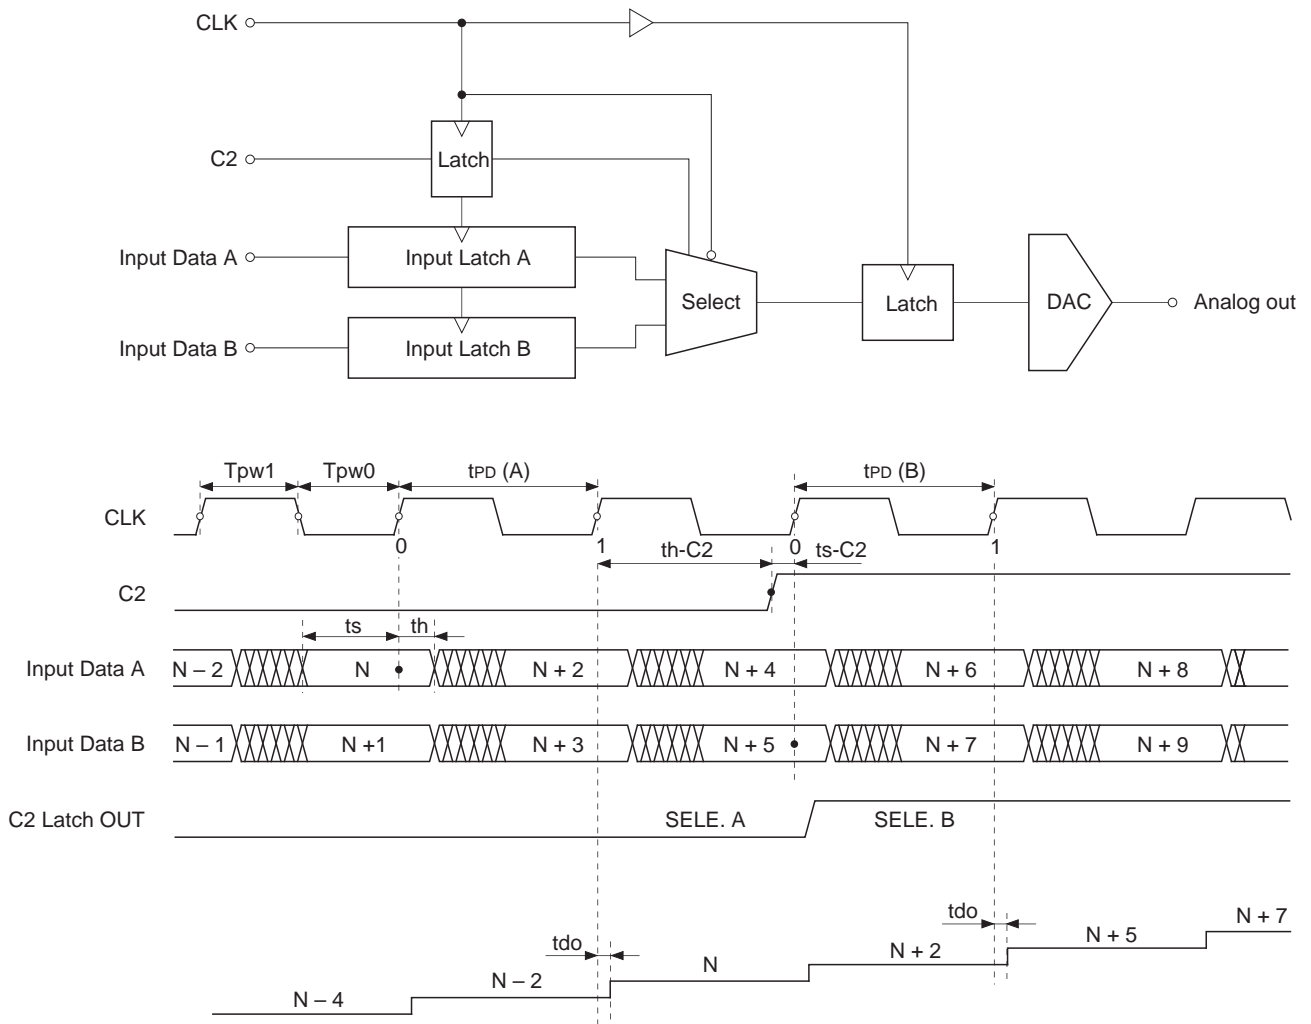 CLK
C2
Latch
Input Data A
Input Latch A
Input Data B
Input Latch B
Select
Latch
DAC
Analog out
Tpw1
Tpw0
tPD (A)
tPD (B)
CLK
0
1
th-C2
0
ts-C2
1
C2
ts
th
Input Data A
N – 2
N
N + 2
N + 4
N + 6
N + 8
Input Data B
N – 1
N +1
N + 3
N + 5
N + 7
N + 9
C2 Latch OUT
SELE. A
SELE. B
tdo
tdo
N – 4
N – 2
N
N + 2
N + 5
N + 7